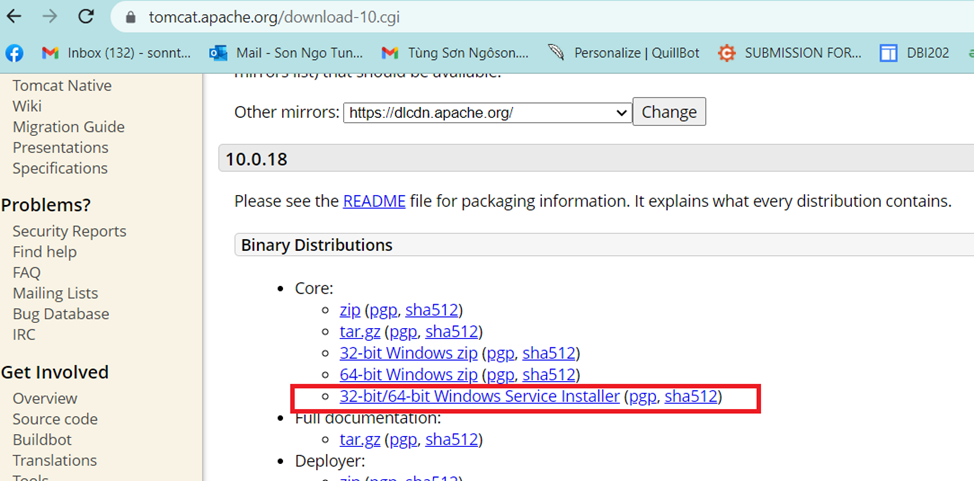 tomcat.apache.org/download-10.cgi
Inbox (132) - sonnt... Mail - Son Ngo Tun... Tùng Sơn Ngôson.... Personalize | QuillBot SUBMISSION FOR... DBI202
mirrors list) that should be available.
Tomcat Native
Wiki
Migration Guide
Presentations
Specifications
Problems?
Security Reports
Find help
FAQ
Mailing Lists
Bug Database
IRC
Get Involved
Overview
Source code
Buildbot
Translations
Tools
Other mirrors: https://dlcdn.apache.org/ Change
10.0.18
Please see the README file for packaging information. It explains what every distribution contains.
Binary Distributions
Core:
zip (pgp, sha512)
tar.gz (pgp, sha512)
32-bit Windows zip (pgp, sha512)
64-bit Windows zip (pgp, sha512)
32-bit/64-bit Windows Service Installer (pgp, sha512)
Full documentation:
tar.gz (pgp, sha512)
Deployer:
zip (pgp, sha512)